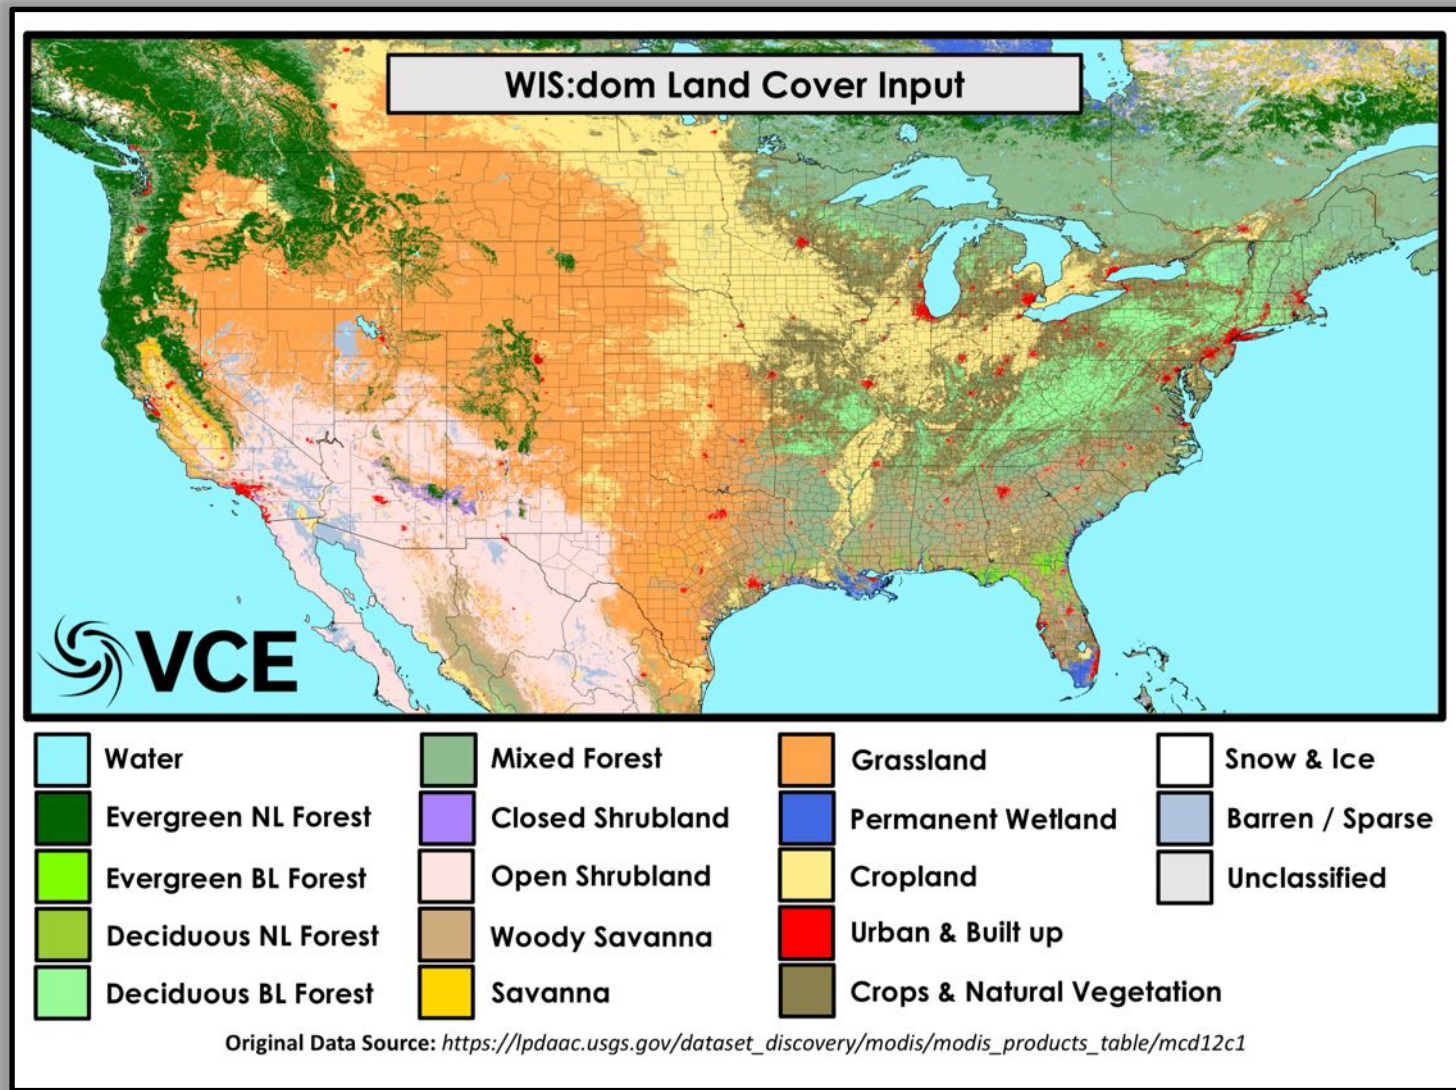 WIS:dom Land Cover Input
VCE
Water
Evergreen NL Forest
Evergreen BL Forest
Deciduous NL Forest
Deciduous BL Forest
Mixed Forest
Closed Shrubland
Open Shrubland
Woody Savanna
Savanna
Grassland
Permanent Wetland
Cropland
Urban & Built up
Crops & Natural Vegetation
Snow & Ice
Barren / Sparse
Unclassified
Original Data Source: https://lpdaac.usgs.gov/dataset_discovery/modis/modis_products_table/mcd12c1